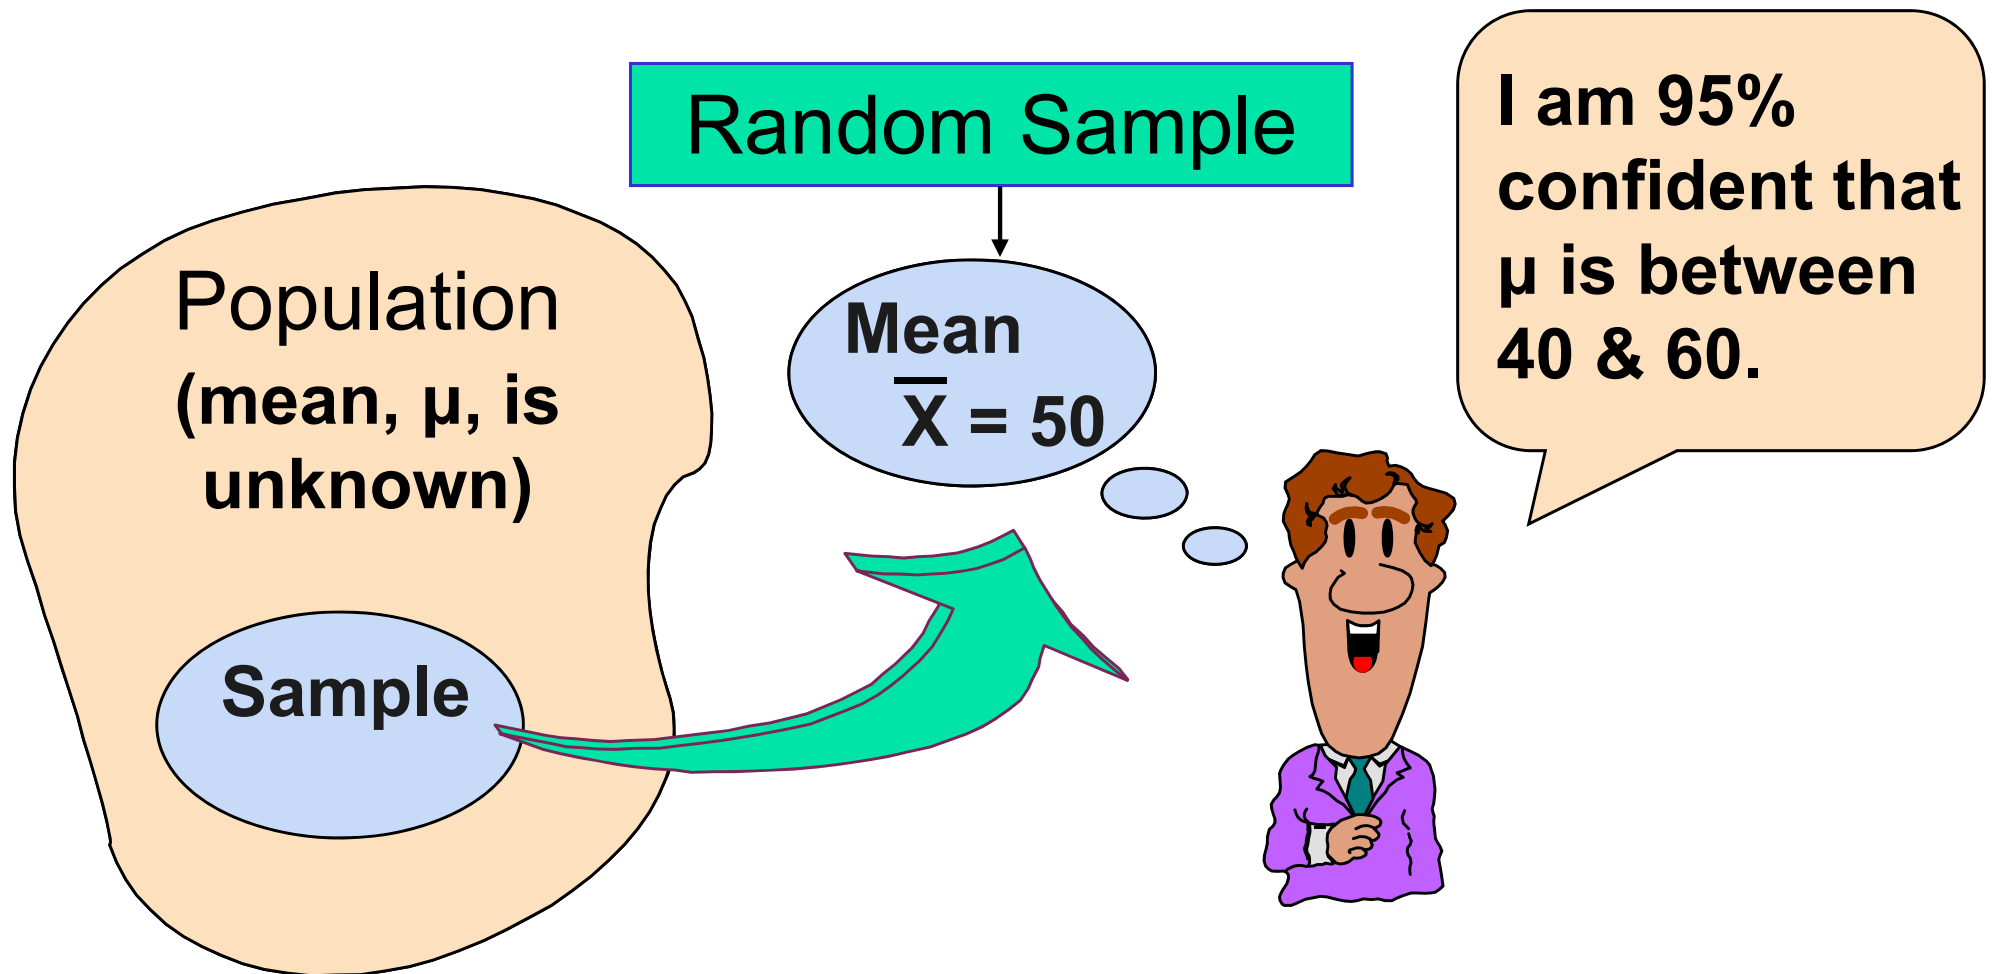 Random Sample
Population
(mean, μ, is
unknown)
Sample
Mean
X̅ = 50
I am 95%
confident that
μ is between
40 & 60.